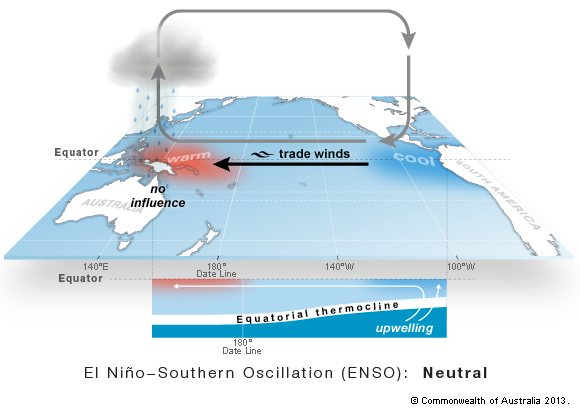 Equator
warm
trade winds
cool
no
influence
AUSTRALIA
SOUTH AMERICA
140°E
180°
Date Line
140°W
100°W
Equator
Equatorial thermocline
upwelling
180°
Date Line
El Niño–Southern Oscillation (ENSO): Neutral
© Commonwealth of Australia 2013.